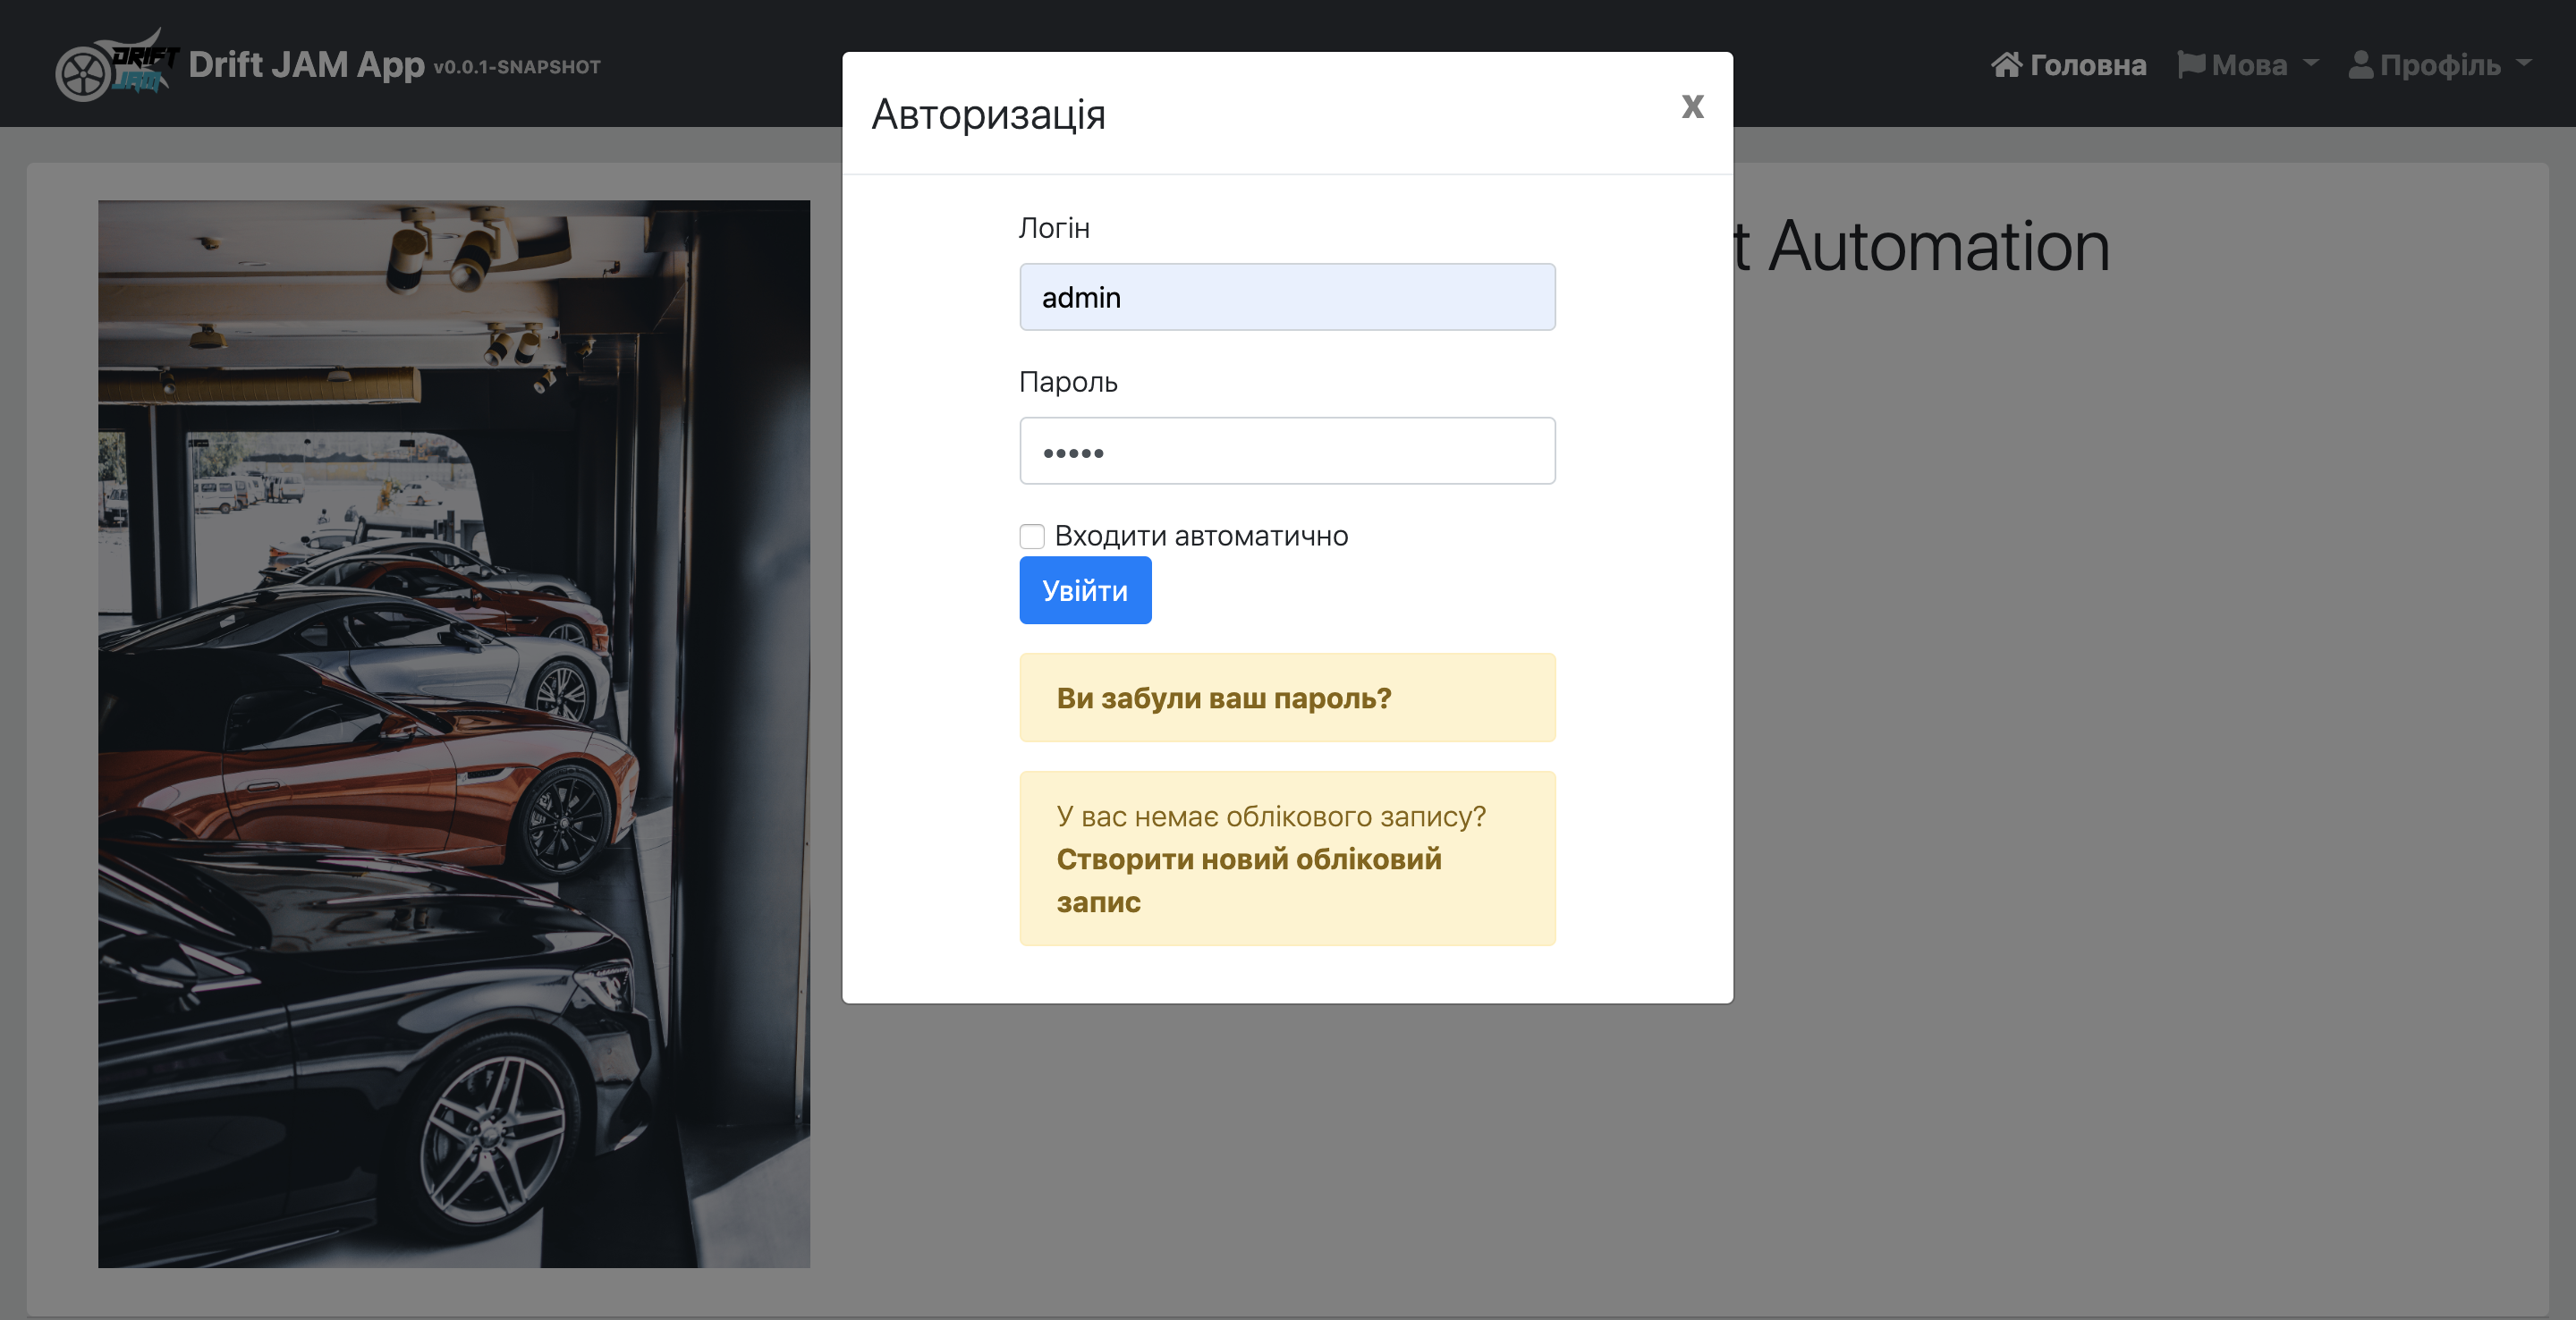 DRIFT
JAM
Drift JAM App v0.0.1-SNAPSHOT
Головна
Мова
Профіль
Авторизація
x
t Automation
Логін
admin
Пароль
•••••
Входити автоматично
Увійти
Ви забули ваш пароль?
У вас немає облікового запису?
Створити новий обліковий
запис